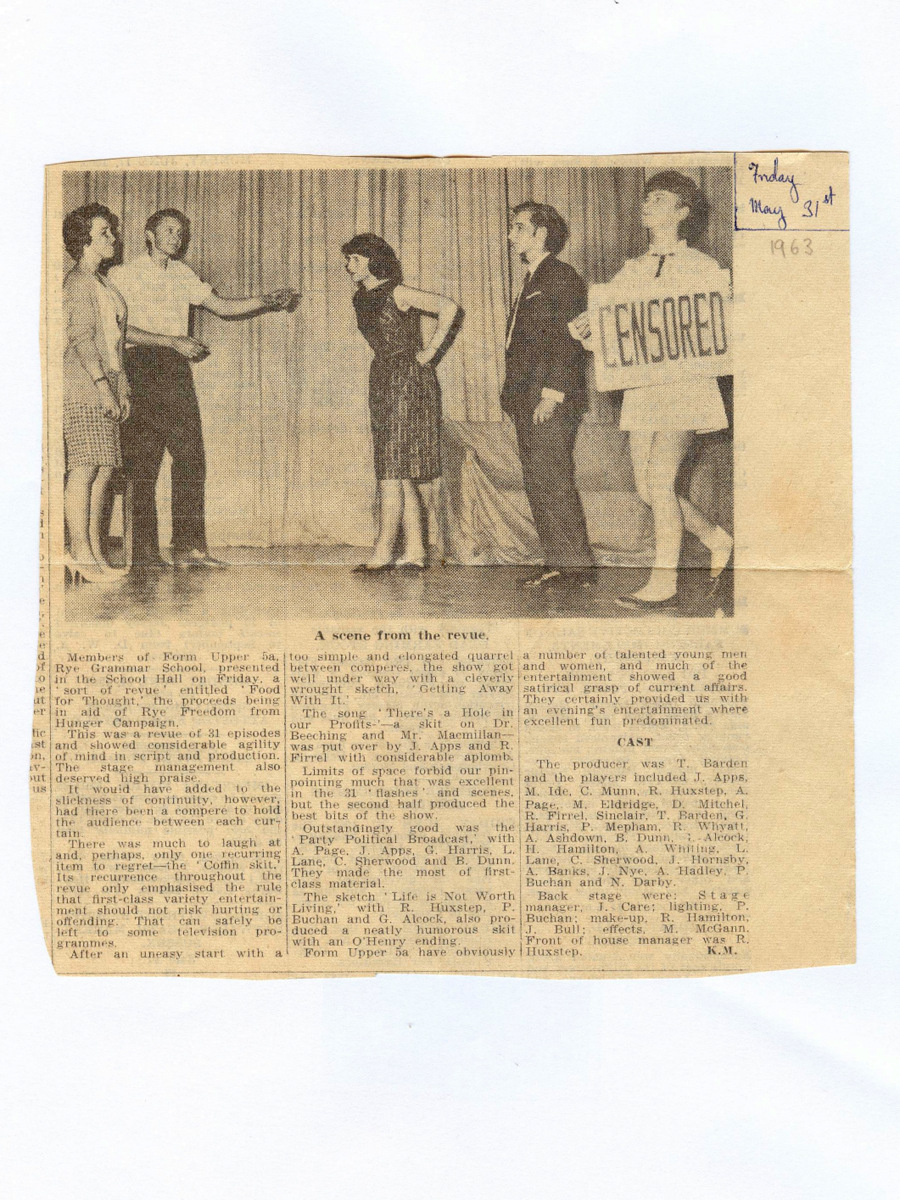 Friday
May 31st
1963
CENSORED
A scene from the revue.
Members of Form Upper 5a,
Rye Grammar School, presented
in the School Hall on Friday, a
'sort of revue' entitled 'Food
for Thought,' the proceeds being
in aid of Rye Freedom from
Hunger Campaign.
This was a revue of 31 episodes
and showed considerable agility
of mind in script and production.
The stage management also
deserved high praise.
It would have added to the
slickness of continuity, however,
had there been a compere to hold
the audience between each cur-
tain.
There was much to laugh at
and, perhaps, only one recurring
item to regret—the 'Coffin skit.'
Its recurrence throughout the
revue only emphasised the rule
that first-class variety entertain-
ment should not risk hurting or
offending. That can safely be
left to some television pro-
grammes.
After an uneasy start with a
too simple and elongated quarrel
between comperes, the show got
well under way with a cleverly
wrought sketch, 'Getting Away
With It.'
The song 'There's a Hole in
our Profits'—a skit on Dr.
Beeching and Mr. Macmillan—
was put over by J. Apps and R.
Firrel with considerable aplomb.
Limits of space forbid our pin-
pointing much that was excellent
in the 31 'flashes' and scenes,
but the second half produced the
best bits of the show.
Outstandingly good was the
'Party Political Broadcast,' with
A. Page, J. Apps, G. Harris, L.
Lane, C. Sherwood and B. Dunn.
They made the most of first-
class material.
The sketch 'Life is Not Worth
Living,' with R. Huxstep, P.
Buchan and G. Alcock, also pro-
duced a neatly humorous skit
with an O'Henry ending.
Form Upper 5a have obviously
a number of talented young men
and women, and much of the
entertainment showed a good
satirical grasp of current affairs.
They certainly provided us with
an evening's entertainment where
excellent fun predominated.
CAST
The producer was T. Barden
and the players included J. Apps,
M. Ide, C. Munn, R. Huxstep, A.
Page, M. Eldridge, D. Mitchel,
R. Firrel, Sinclair, T. Barden, G.
Harris, P. Mepham, R. Whyatt,
A. Ashdown, B. Dunn, Alcock,
H. Hamilton, A. Whiting, L.
Lane, C. Sherwood, J. Hornsby,
A. Banks, J. Nye, A. Hadley, P.
Buchan and N. Darby.
Back stage were: Stage
manager, J. Care; lighting, P.
Buchan; make-up, R. Hamilton,
J. Bull; effects, M. McGann.
Front of house manager was R.
Huxstep. K.M.